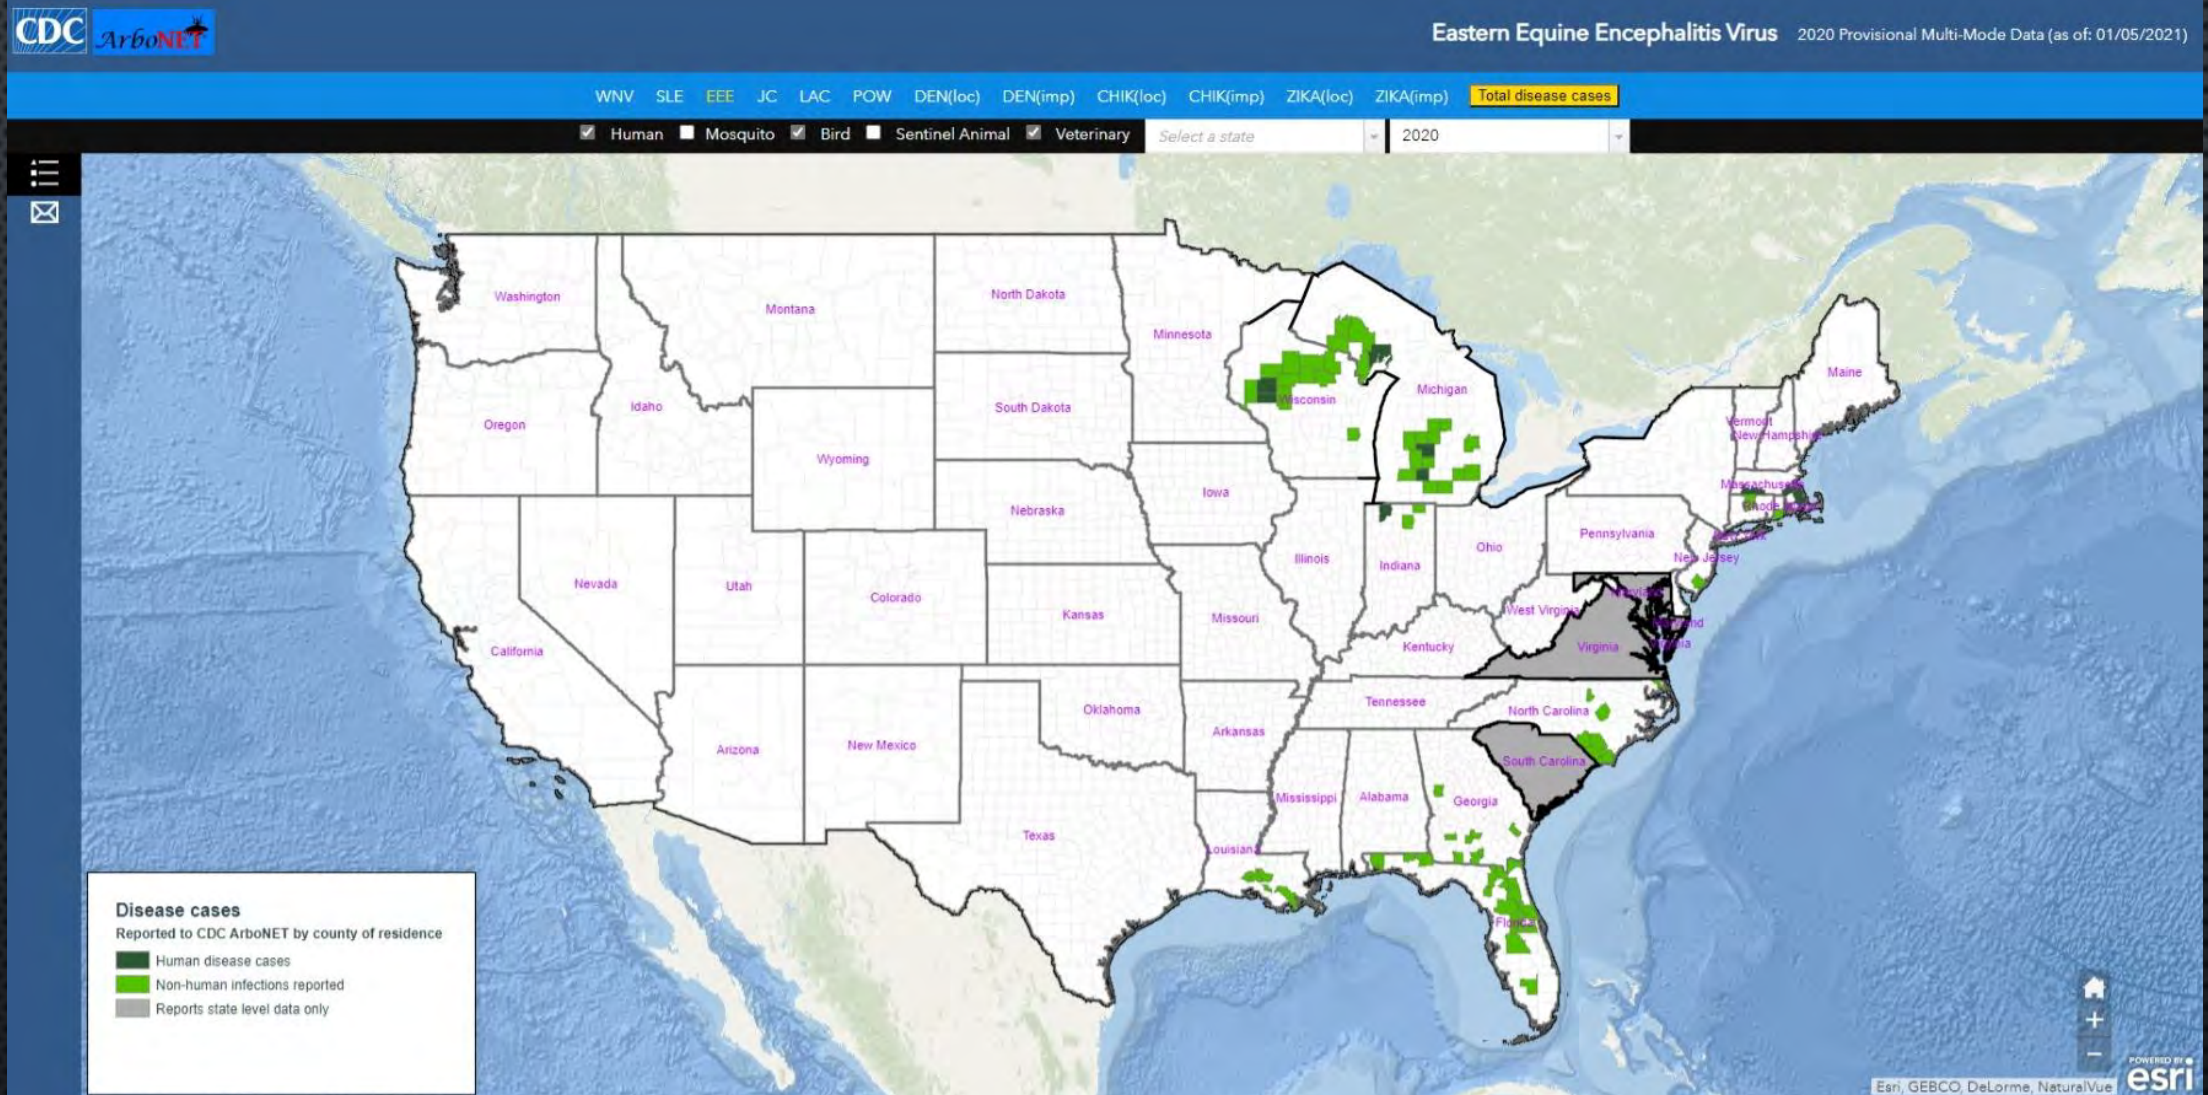 CDC ArboNET
Eastern Equine Encephalitis Virus 2020 Provisional Multi-Mode Data (as of: 01/05/2021)
WNV SLE EEE JC LAC POW DEN(loc) DEN(imp) CHIK(loc) CHIK(imp) ZIKA(loc) ZIKA(imp) Total disease cases
Human Mosquito Bird Sentinel Animal Veterinary Select a state 2020
Washington
Montana
North Dakota
Minnesota
Maine
Oregon
Idaho
South Dakota
Wisconsin
Michigan
Vermont
New Hampshire
Wyoming
Iowa
Nebraska
Massachusetts
Rhode
Pennsylvania
New Jersey
Nevada
Utah
Colorado
Illinois
Indiana
Ohio
Kansas
Missouri
West Virginia
Maryland
California
Kentucky
Virginia
Oklahoma
Tennessee
North Carolina
Arizona
New Mexico
Arkansas
South Carolina
Mississippi
Alabama
Georgia
Texas
Louisiana
Florida
Disease cases
Reported to CDC ArboNET by county of residence
Human disease cases
Non-human infections reported
Reports state level data only
POWERED BY
esri
Esri, GEBCO, DeLorme, NaturalVue